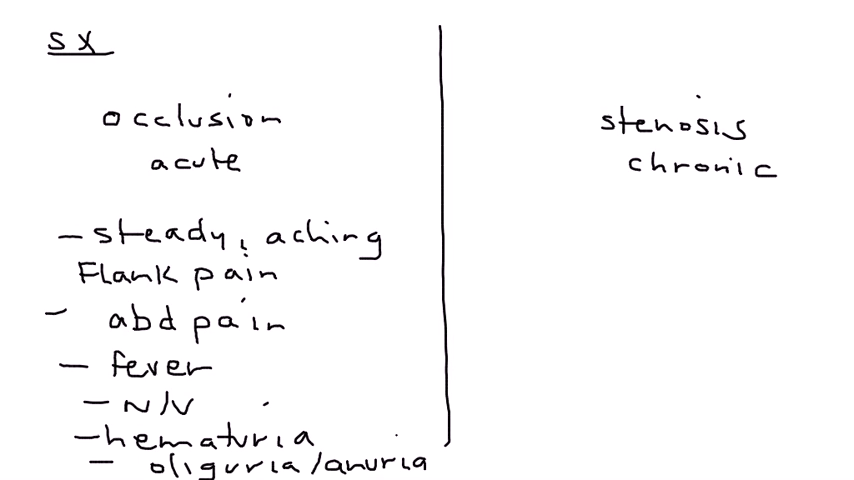 sx
occlusion
acute
- steady, aching
Flank pain
- abd pain
- fever
- N/V
- hematuria
- oliguria/anuria
stenosis
chronic